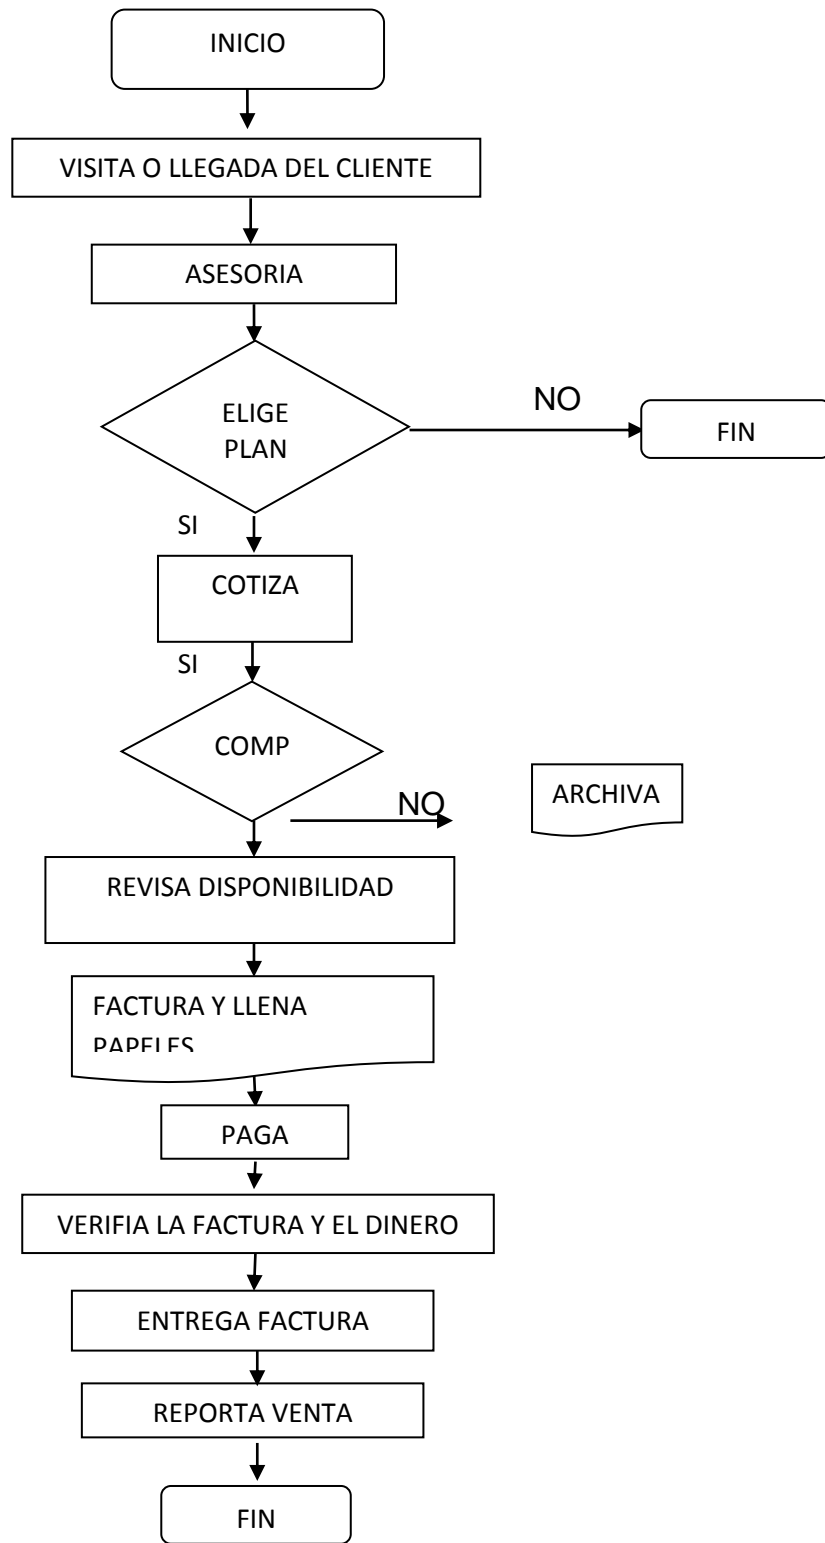 INICIO
VISITA O LLEGADA DEL CLIENTE
ASESORIA
ELIGE
PLAN
NO
FIN
SI
COTIZA
SI
COMP
NO
ARCHIVA
REVISA DISPONIBILIDAD
FACTURA Y LLENA
PAPELES
PAGA
VERIFIA LA FACTURA Y EL DINERO
ENTREGA FACTURA
REPORTA VENTA
FIN